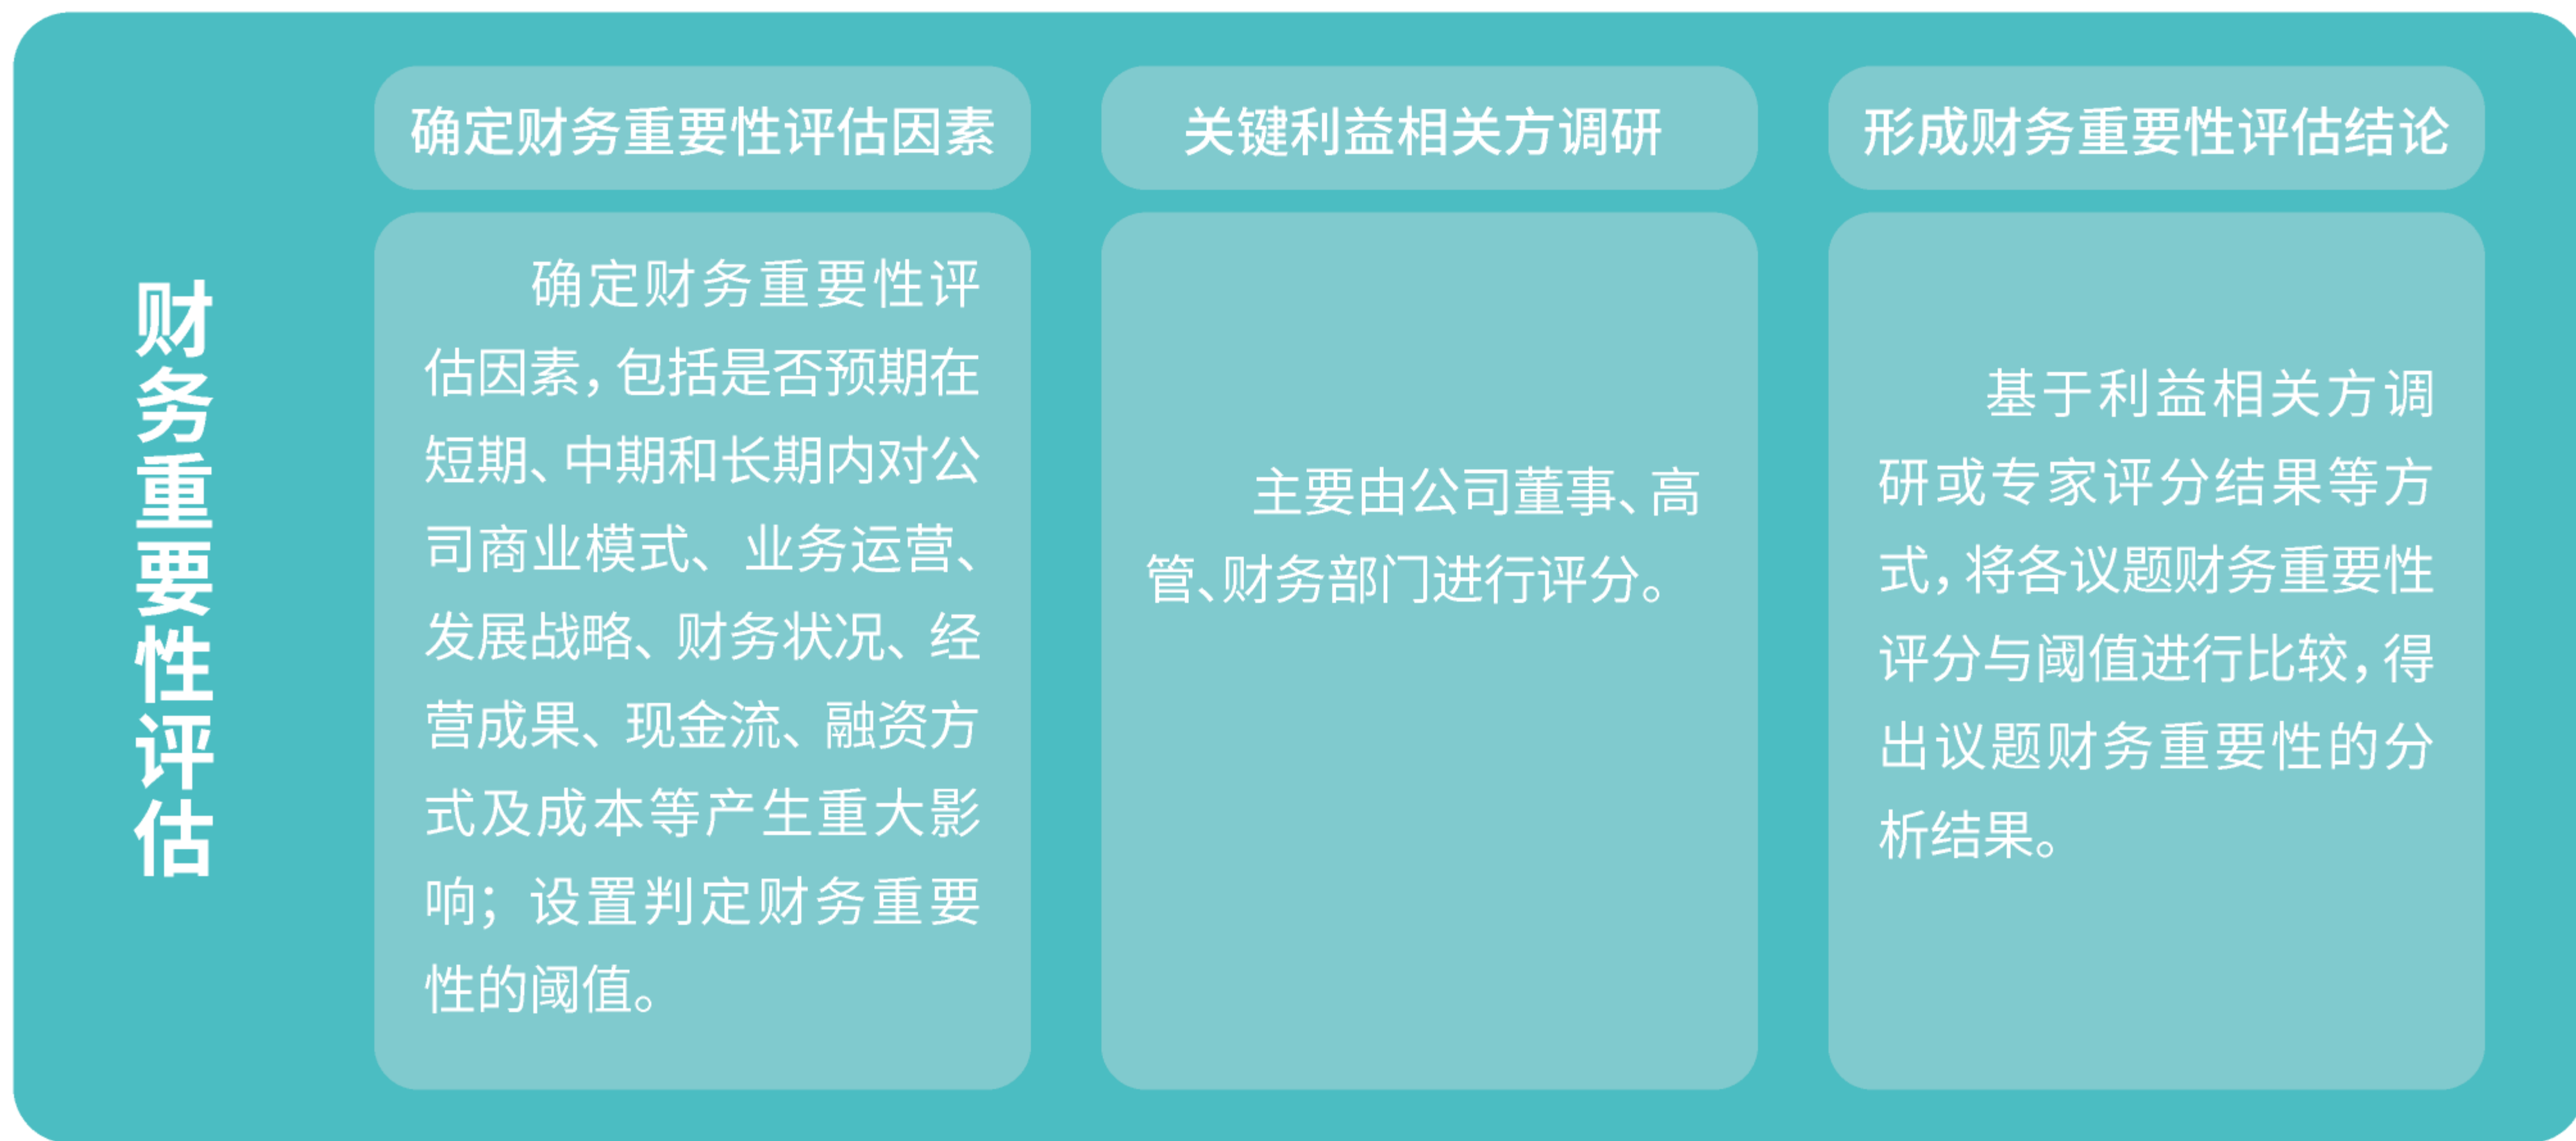 财务重要性评估
确定财务重要性评估因素
确定财务重要性评
估因素，包括是否预期在
短期、中期和长期内对公
司商业模式、业务运营、
发展战略、财务状况、经
营成果、现金流、融资方
式及成本等产生重大影
响；设置判定财务重要
性的阈值。
关键利益相关方调研
主要由公司董事、高
管、财务部门进行评分。
形成财务重要性评估结论
基于利益相关方调
研或专家评分结果等方
式，将各议题财务重要性
评分与阈值进行比较，得
出议题财务重要性的分
析结果。